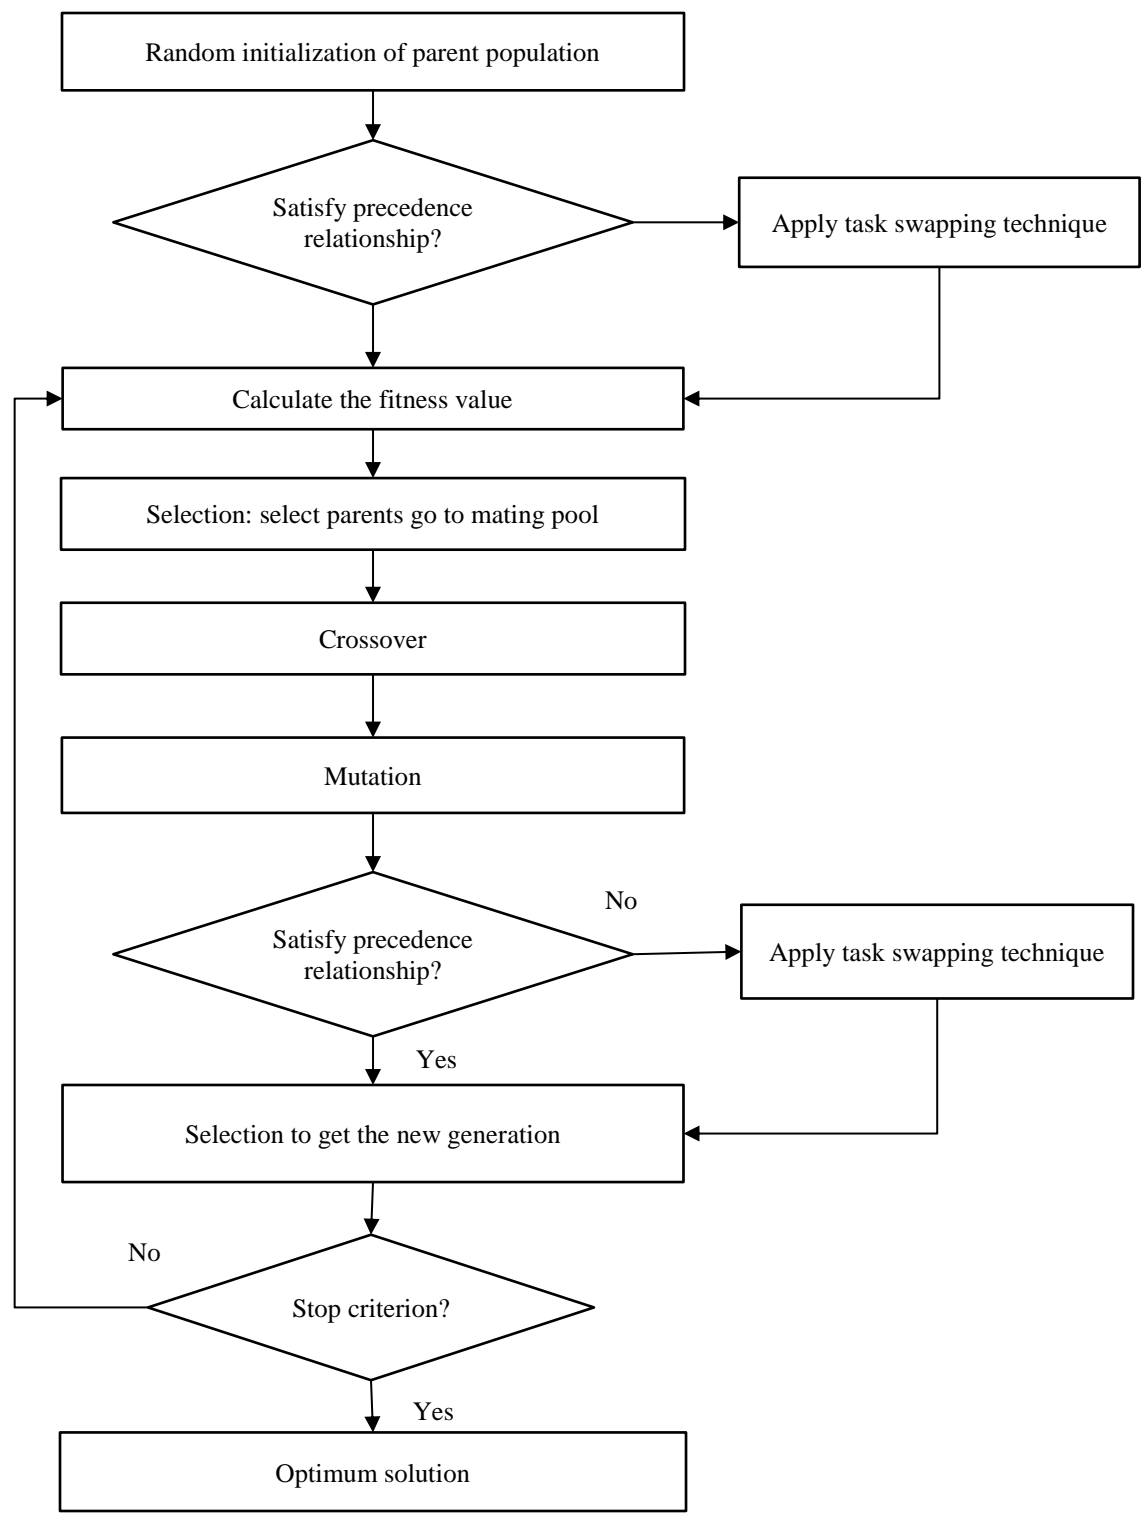 Random initialization of parent population
Satisfy precedence
relationship?
Apply task swapping technique
Calculate the fitness value
Selection: select parents go to mating pool
Crossover
Mutation
Satisfy precedence
relationship?
No
Apply task swapping technique
Yes
Selection to get the new generation
No
Stop criterion?
Yes
Optimum solution